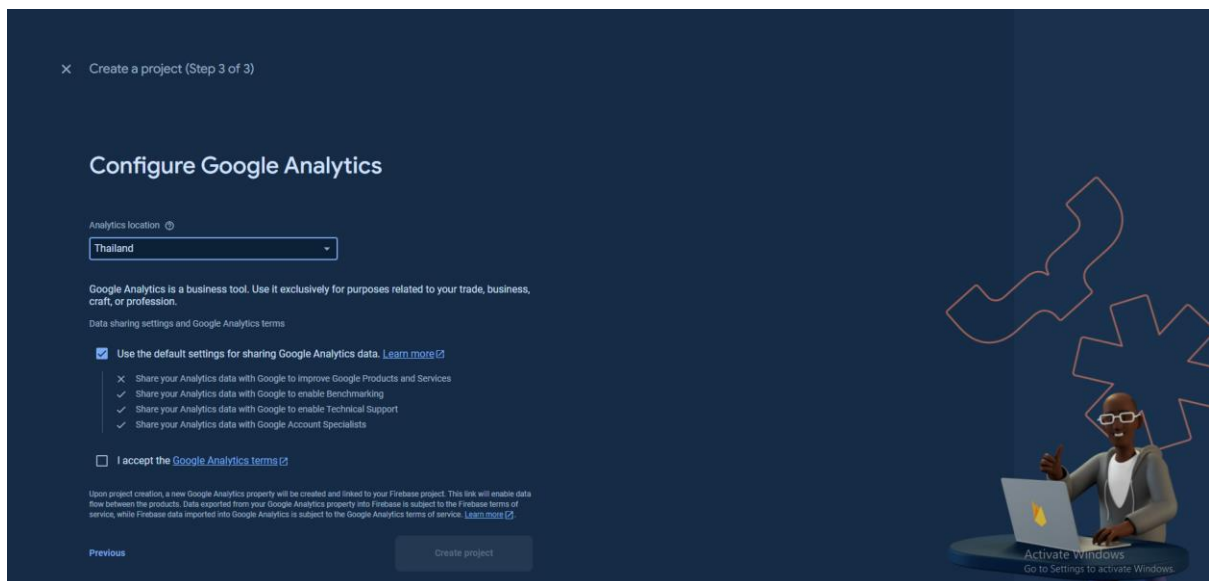 Create a project (Step 3 of 3)
Configure Google Analytics
Analytics location
Thailand
Google Analytics is a business tool. Use it exclusively for purposes related to your trade, business,
craft, or profession.
Data sharing settings and Google Analytics terms
Use the default settings for sharing Google Analytics data. Learn more
Share your Analytics data with Google to improve Google Products and Services
Share your Analytics data with Google to enable Benchmarking
Share your Analytics data with Google to enable Technical Support
Share your Analytics data with Google Account Specialists
I accept the Google Analytics terms
Upon project creation, a new Google Analytics property will be created and linked to your Firebase project. This link will enable data
flow between the products. Data exported from your Google Analytics property into Firebase is subject to the Firebase terms of
service, while Firebase data imported into Google Analytics is subject to the Google Analytics terms of service. Learn more.
Previous
Create project
Activate Windows
Go to Settings to activate Windows.